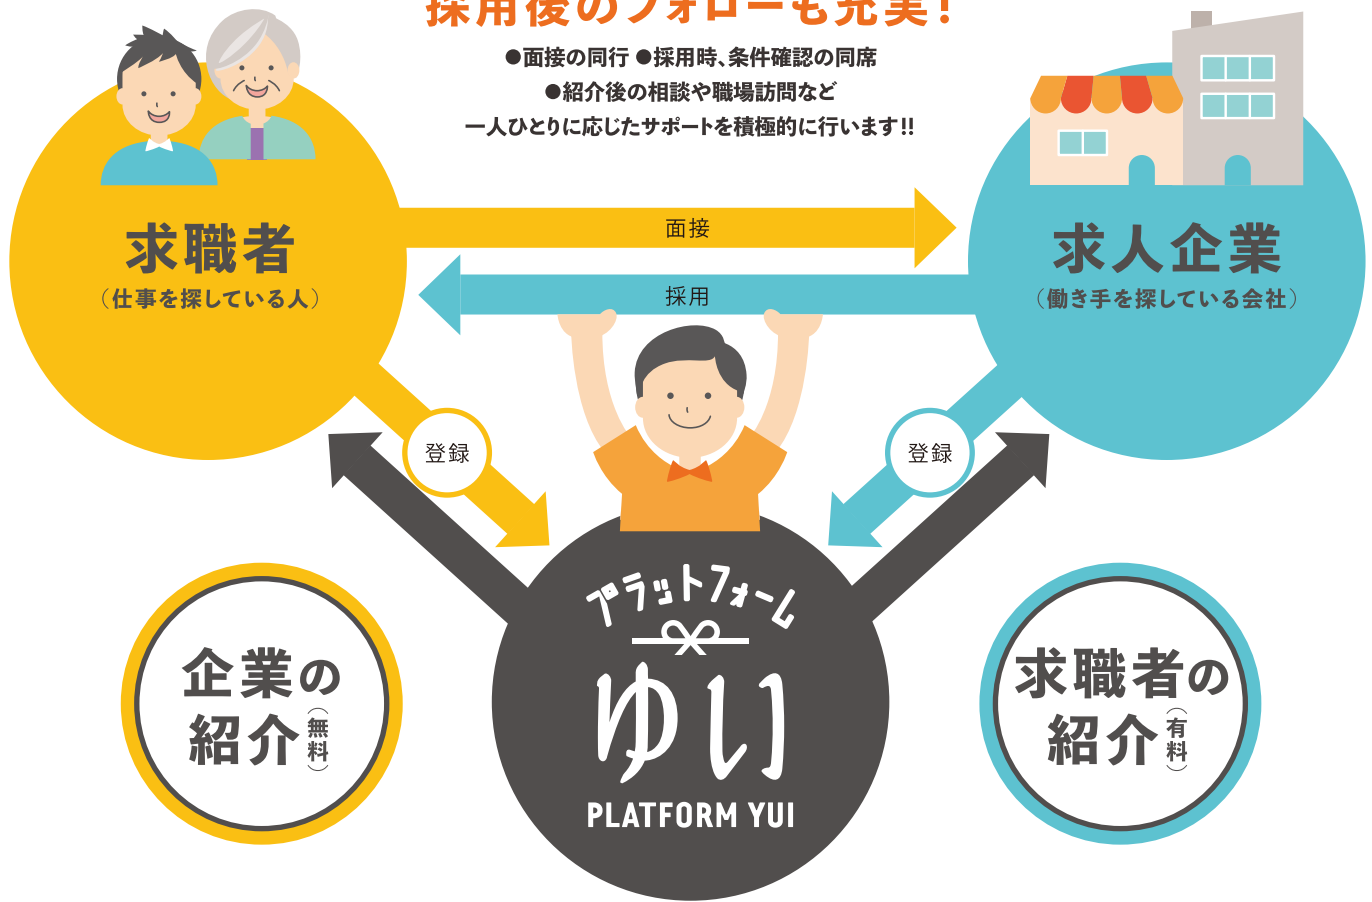 採用後のフォローも充実!
●面接の同行 ●採用時、条件確認の同席
●紹介後の相談や職場訪問など
一人ひとりに応じたサポートを積極的に行います!!
求職者
（仕事を探している人）
面接
採用
求人企業
（働き手を探している会社）
登録
登録
プラットフォーム
ゆい
PLATFORM YUI
企業の
紹介（無料）
求職者の
紹介（有料）